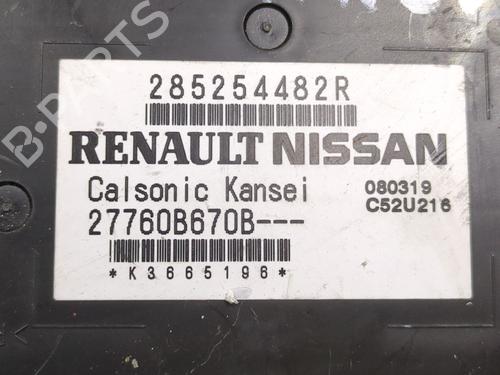 285254482R
RENAULT NISSAN
Calsonic Kansei 080319
27760B670B--- C52U216
*K3665196*
B-PARTS